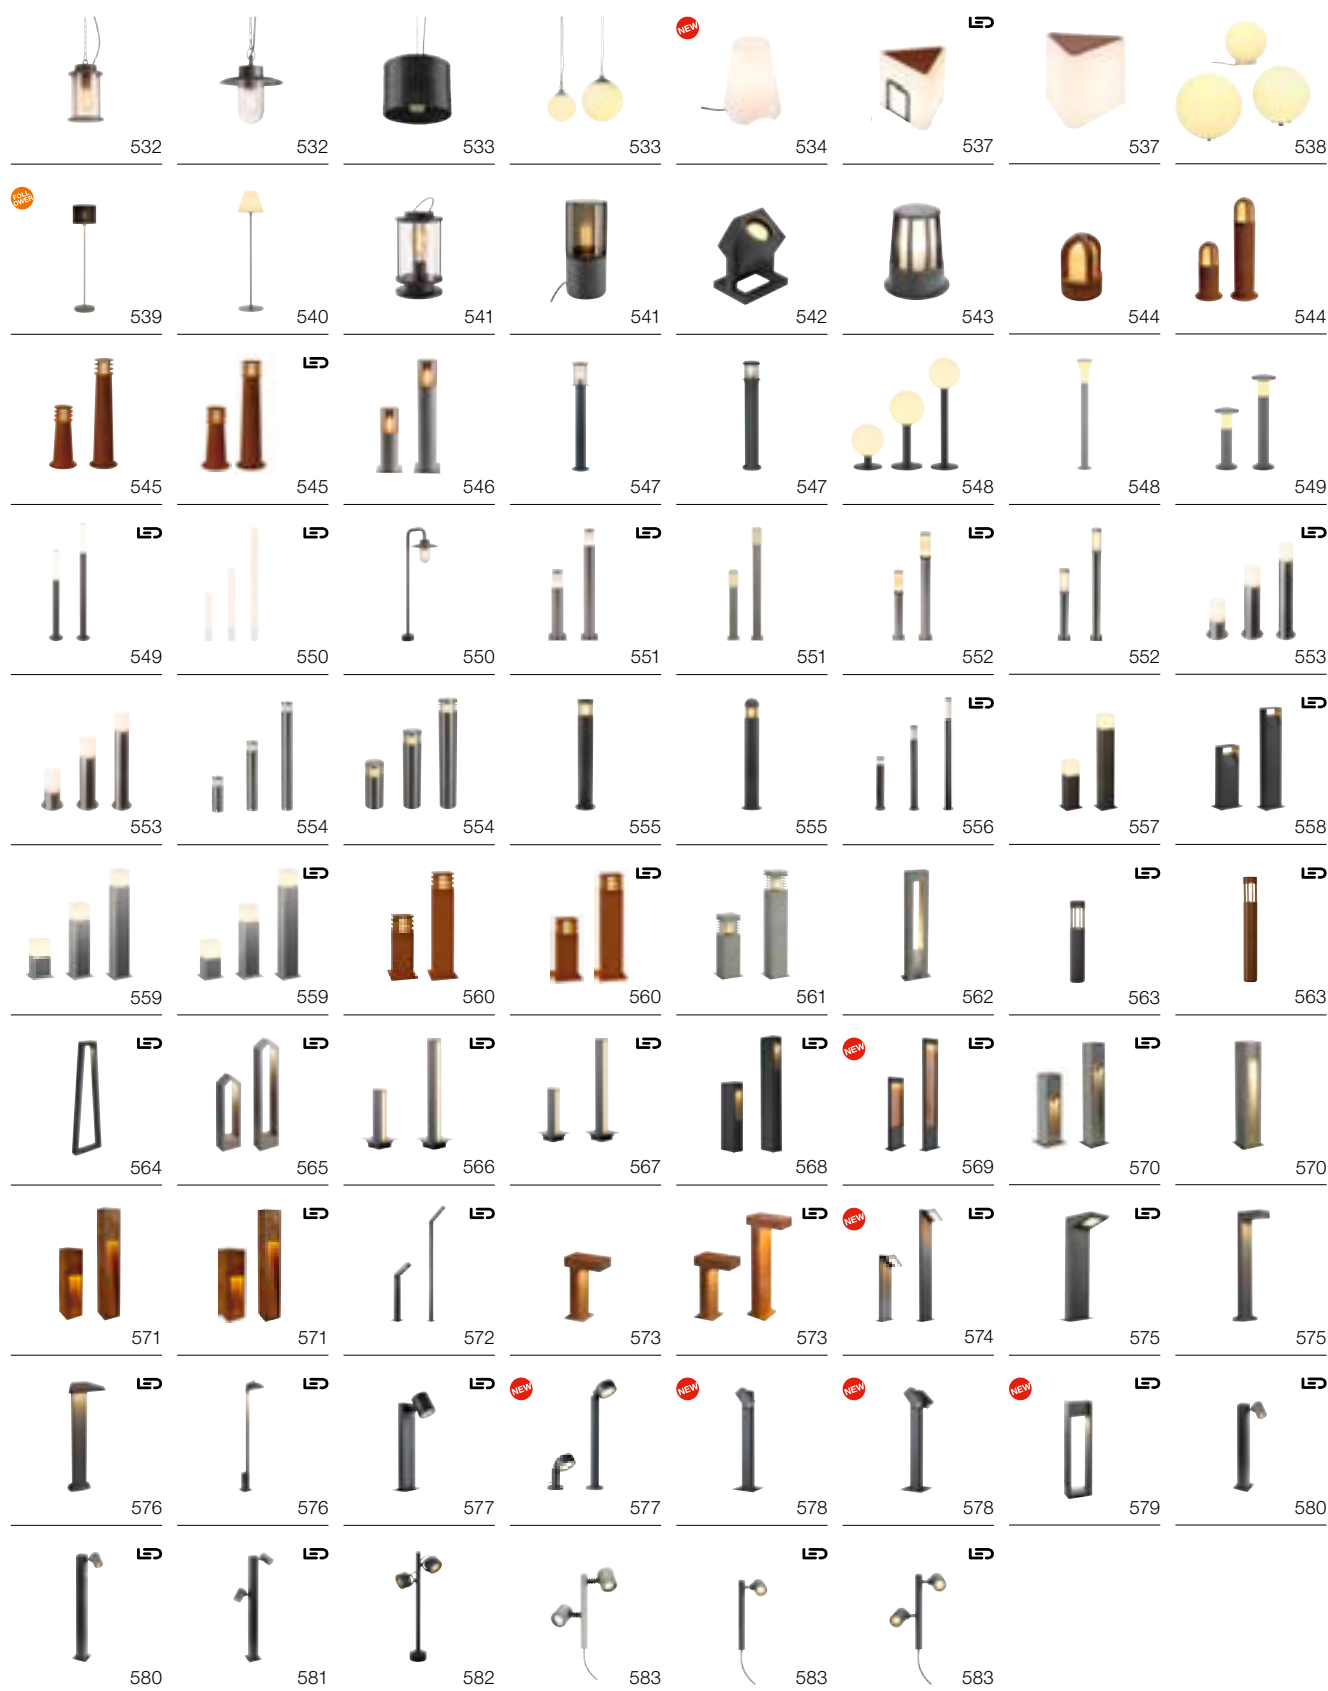 NEW LED
532 532 533 533 534 537 537 538
FOLLOWER
539 540 541 541 542 543 544 544
LED
545 545 546 547 547 548 548 549
LED LED LED LED LED
549 550 550 551 551 552 552 553
LED LED
553 554 554 555 555 556 557 558
LED LED LED LED
559 559 560 560 561 562 563 563
LED LED LED LED LED NEW LED LED
564 565 566 567 568 569 570 570
LED LED LED NEW LED LED LED
571 571 572 573 573 574 575 575
LED LED LED NEW NEW NEW NEW LED LED
576 576 577 577 578 578 579 580
LED LED LED LED
580 581 582 583 583 583